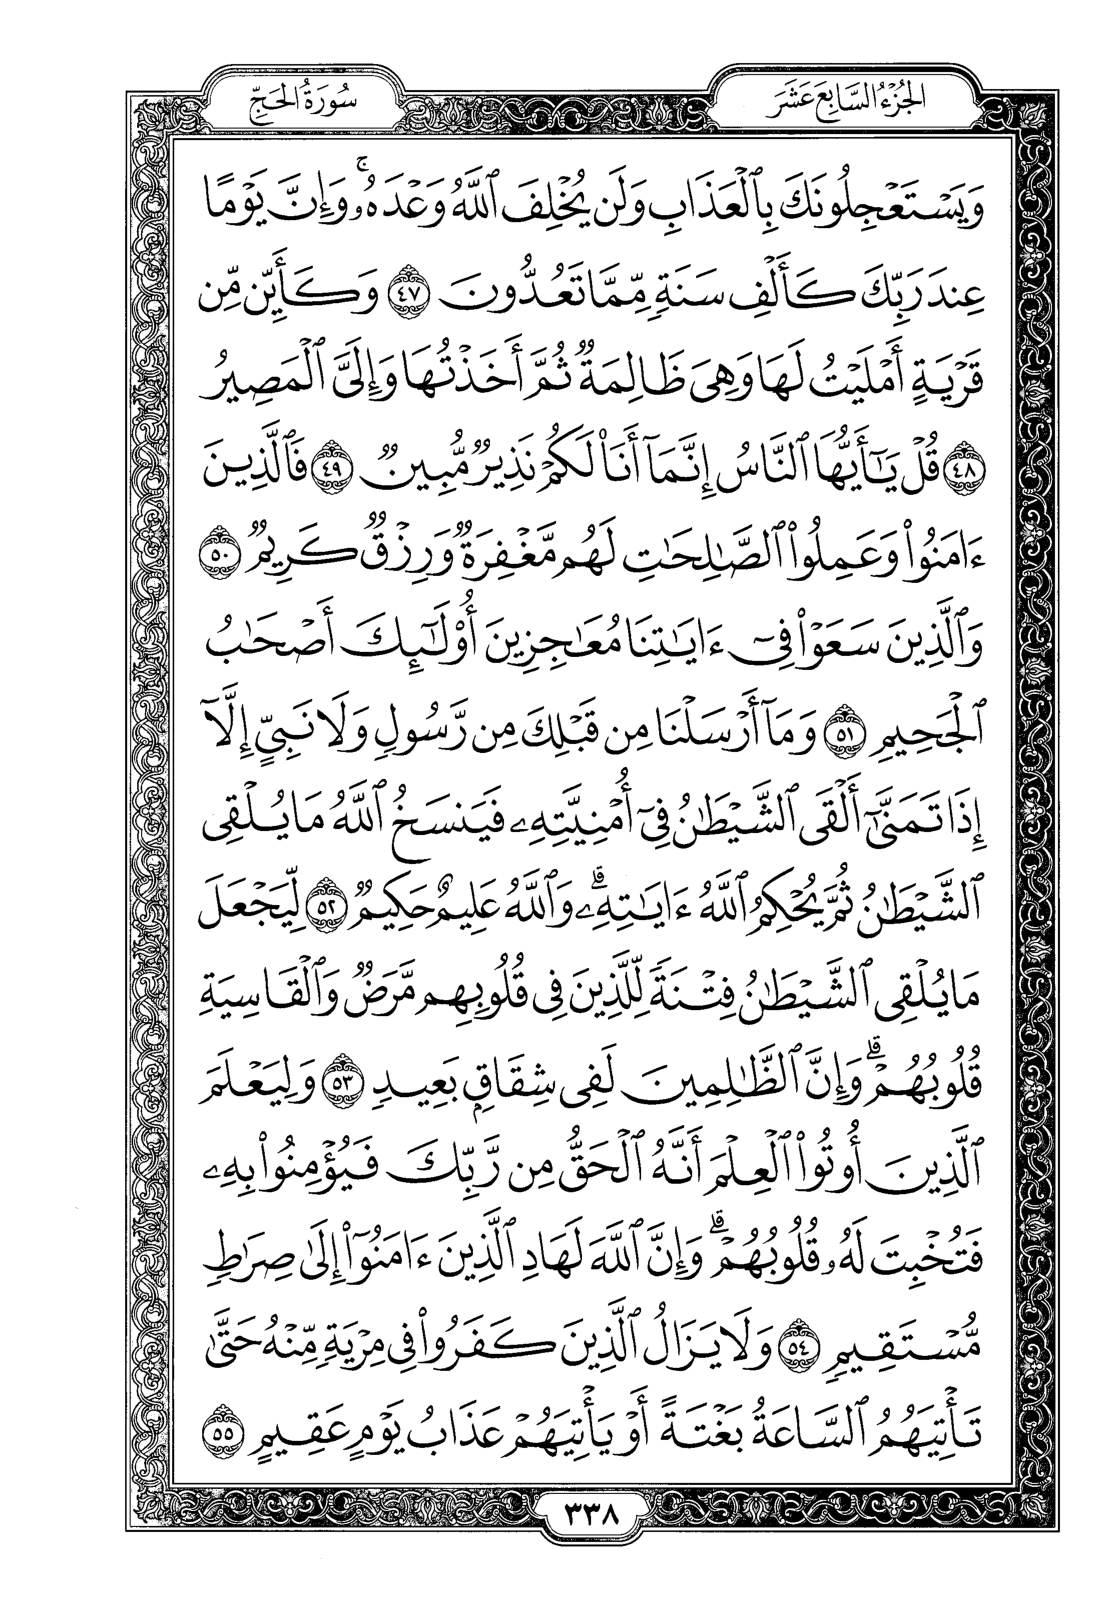 الجُزْءُ السَّابِعَ عَشَرَ
سُورَةُ الحَجِّ
وَيَسْتَعْجِلُونَكَ بِٱلْعَذَابِ وَلَن يُخْلِفَ ٱللَّهُ وَعْدَهُۥۚ وَإِنَّ يَوْمًا
عِندَ رَبِّكَ كَأَلْفِ سَنَةٍ مِّمَّا تَعُدُّونَ ٤٧ وَكَأَيِّن مِّن
قَرْيَةٍ أَمْلَيْتُ لَهَا وَهِىَ ظَالِمَةٌ ثُمَّ أَخَذْتُهَا وَإِلَىَّ ٱلْمَصِيرُ
٤٨ قُلْ يَٰٓأَيُّهَا ٱلنَّاسُ إِنَّمَآ أَنَا۠ لَكُمْ نَذِيرٌ مُّبِينٌ ٤٩ فَٱلَّذِينَ
ءَامَنُوا۟ وَعَمِلُوا۟ ٱلصَّٰلِحَٰتِ لَهُم مَّغْفِرَةٌ وَرِزْقٌ كَرِيمٌ ٥٠
وَٱلَّذِينَ سَعَوْا۟ فِىٓ ءَايَٰتِنَا مُعَٰجِزِينَ أُو۟لَٰٓئِكَ أَصْحَٰبُ
ٱلْجَحِيمِ ٥١ وَمَآ أَرْسَلْنَا مِن قَبْلِكَ مِن رَّسُولٍ وَلَا نَبِىٍّ إِلَّآ
إِذَا تَمَنَّىٰٓ أَلْقَى ٱلشَّيْطَٰنُ فِىٓ أُمْنِيَّتِهِۦ فَيَنسَخُ ٱللَّهُ مَا يُلْقِى
ٱلشَّيْطَٰنُ ثُمَّ يُحْكِمُ ٱللَّهُ ءَايَٰتِهِۦۗ وَٱللَّهُ عَلِيمٌ حَكِيمٌ ٥٢ لِّيَجْعَلَ
مَا يُلْقِى ٱلشَّيْطَٰنُ فِتْنَةً لِّلَّذِينَ فِى قُلُوبِهِم مَّرَضٌ وَٱلْقَاسِيَةِ
قُلُوبُهُمْۗ وَإِنَّ ٱلظَّٰلِمِينَ لَفِى شِقَاقٍۭ بَعِيدٍ ٥٣ وَلِيَعْلَمَ
ٱلَّذِينَ أُوتُوا۟ ٱلْعِلْمَ أَنَّهُ ٱلْحَقُّ مِن رَّبِّكَ فَيُؤْمِنُوا۟ بِهِۦ
فَتُخْبِتَ لَهُۥ قُلُوبُهُمْۗ وَإِنَّ ٱللَّهَ لَهَادِ ٱلَّذِينَ ءَامَنُوٓا۟ إِلَىٰ صِرَٰطٍ
مُّسْتَقِيمٍ ٥٤ وَلَا يَزَالُ ٱلَّذِينَ كَفَرُوا۟ فِى مِرْيَةٍ مِّنْهُ حَتَّىٰ
تَأْتِيَهُمُ ٱلسَّاعَةُ بَغْتَةً أَوْ يَأْتِيَهُمْ عَذَابُ يَوْمٍ عَقِيمٍ ٥٥
٣٣٨